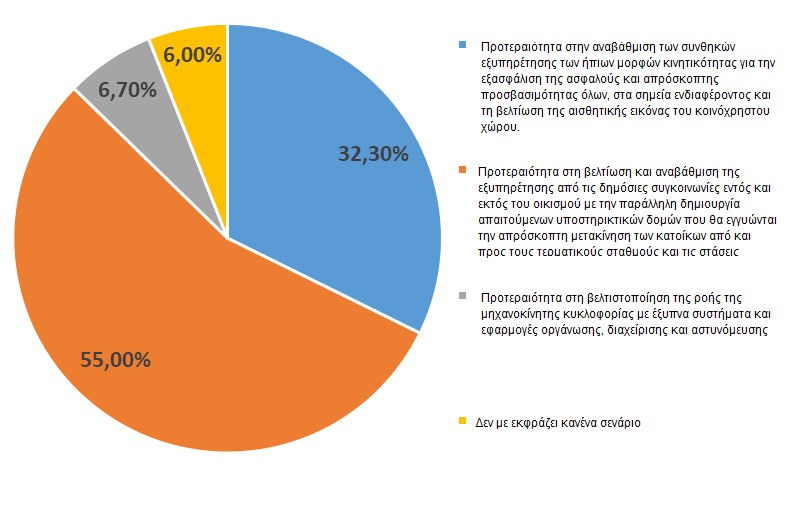 6,00%
6,70%
32,30%
55,00%
Προτεραιότητα στην αναβάθμιση των συνθηκών
εξυπηρέτησης των ήπιων μορφών κινητικότητας για την
εξασφάλιση της ασφαλούς και απρόσκοπτης
προσβασιμότητας όλων, στα σημεία ενδιαφέροντος και
τη βελτίωση της αισθητικής εικόνας του κοινόχρηστου
χώρου.
Προτεραιότητα στη βελτίωση και αναβάθμιση της
εξυπηρέτησης από τις δημόσιες συγκοινωνίες εντός και
εκτός του οικισμού με την παράλληλη δημιουργία
απαιτούμενων υποστηρικτικών δομών που θα εγγυώνται
την απρόσκοπτη μετακίνηση των κατοίκων από και
προς τους τερματικούς σταθμούς και τις στάσεις
Προτεραιότητα στη βελτιστοποίηση της ροής της
μηχανοκίνητης κυκλοφορίας με έξυπνα συστήματα και
εφαρμογές οργάνωσης, διαχείρισης και αστυνόμευσης
Δεν με εκφράζει κανένα σενάριο